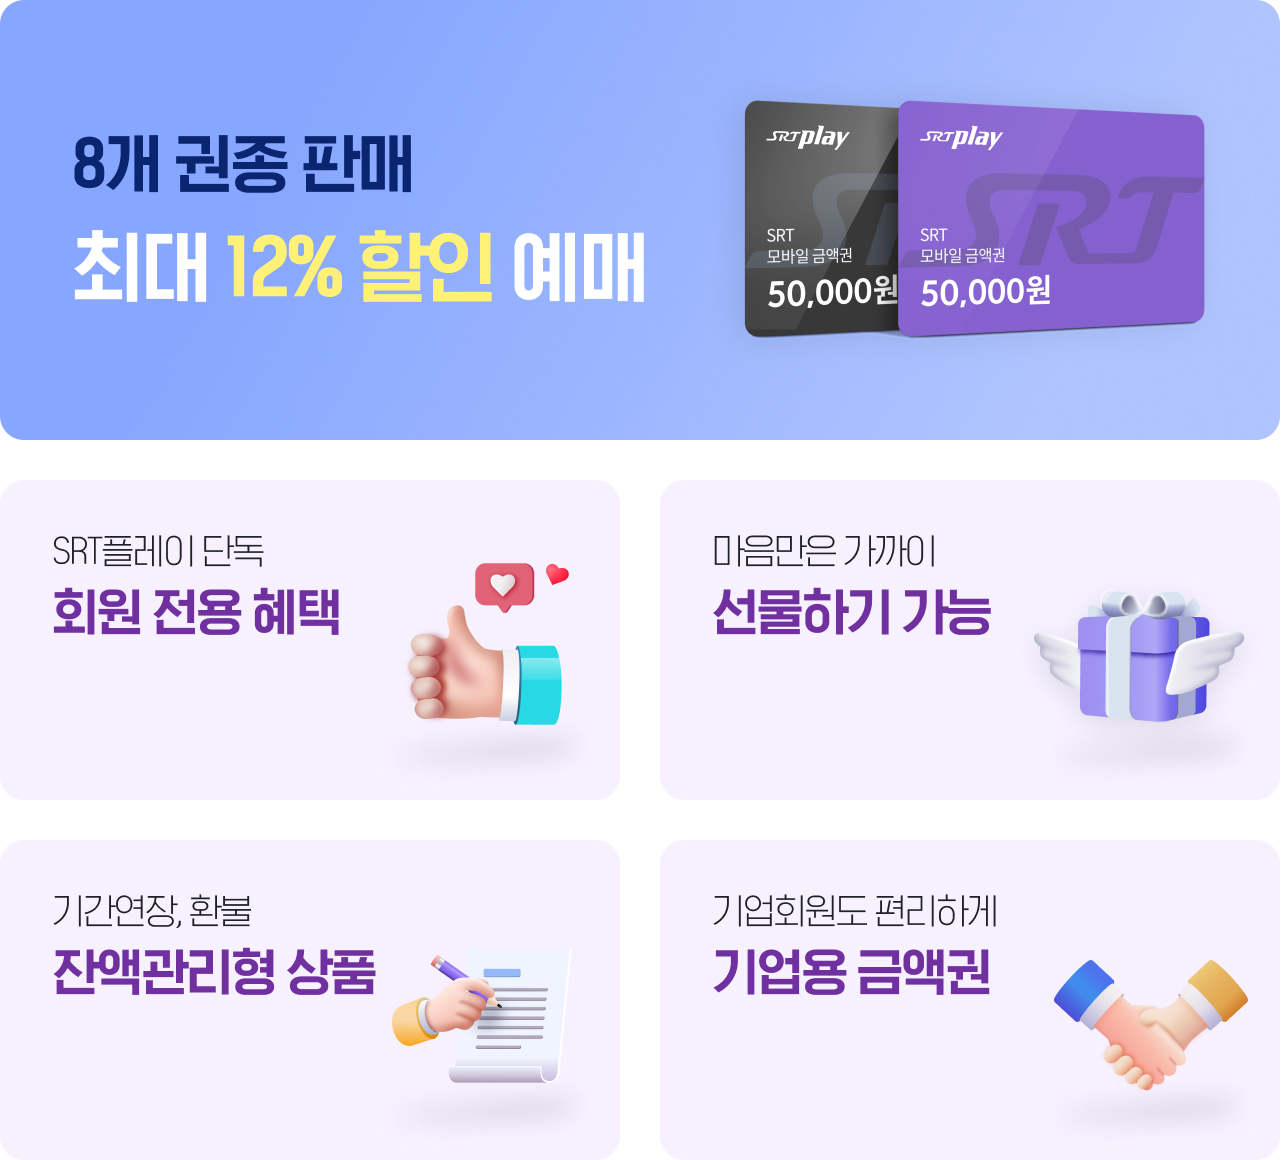 8개 권종 판매
최대 12% 할인 예매
SRTplay
SRT
SRT
모바일 금액권
50,000원
SRTplay
SRT
SRT
모바일 금액권
50,000원
SRT플레이 단독
회원 전용 혜택
마음만은 가까이
선물하기 가능
기간연장, 환불
잔액관리형 상품
기업회원도 편리하게
기업용 금액권